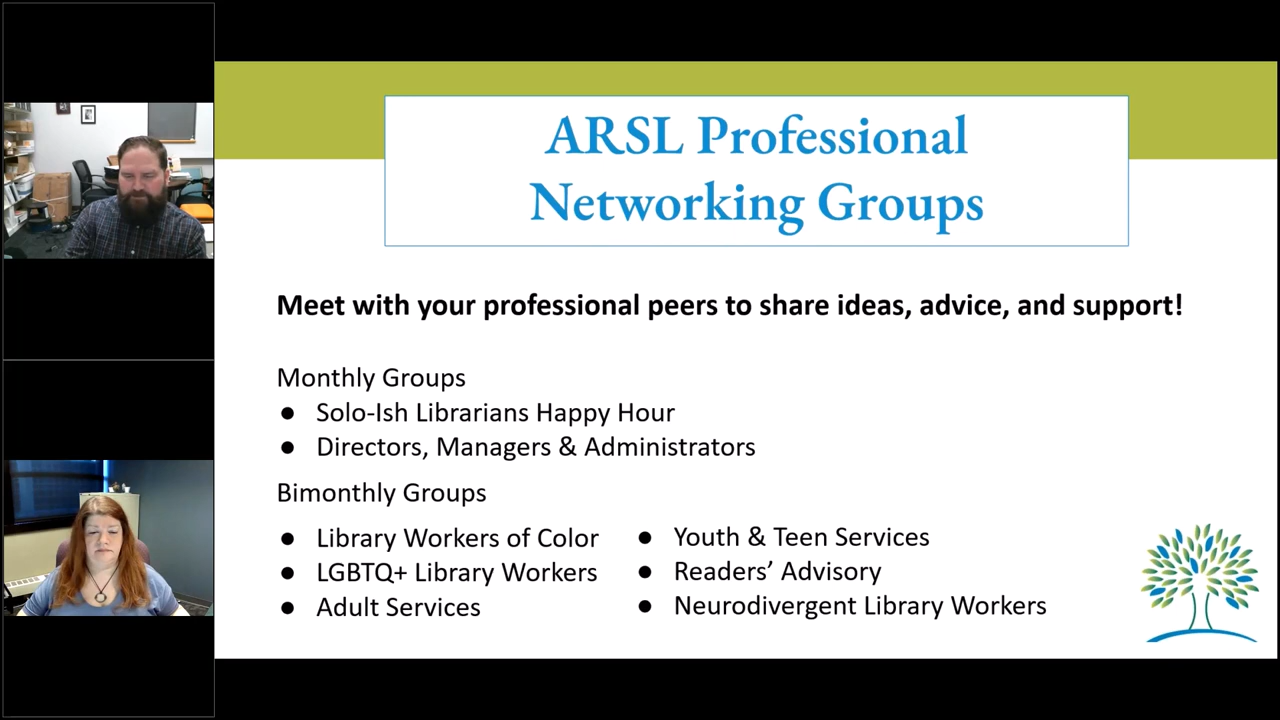 ARSL Professional
Networking Groups
Meet with your professional peers to share ideas, advice, and support!
Monthly Groups
● Solo-Ish Librarians Happy Hour
● Directors, Managers & Administrators
Bimonthly Groups
● Library Workers of Color
● LGBTQ+ Library Workers
● Adult Services
● Youth & Teen Services
● Readers’ Advisory
● Neurodivergent Library Workers